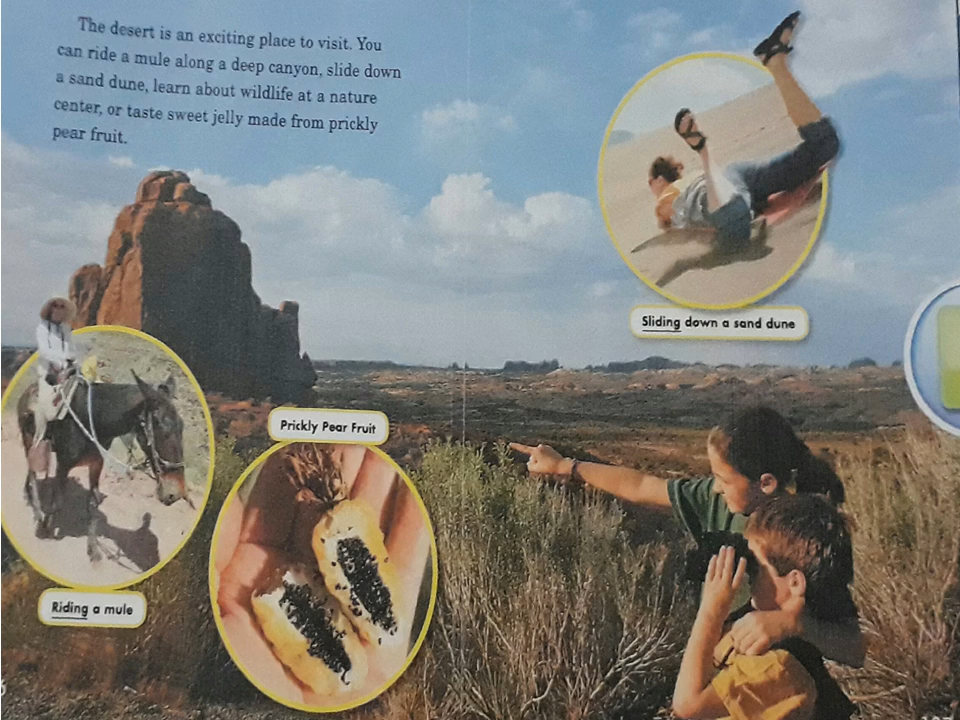 The desert is an exciting place to visit. You
can ride a mule along a deep canyon, slide down
a sand dune, learn about wildlife at a nature
center, or taste sweet jelly made from prickly
pear fruit.
Sliding down a sand dune
Prickly Pear Fruit
Riding a mule